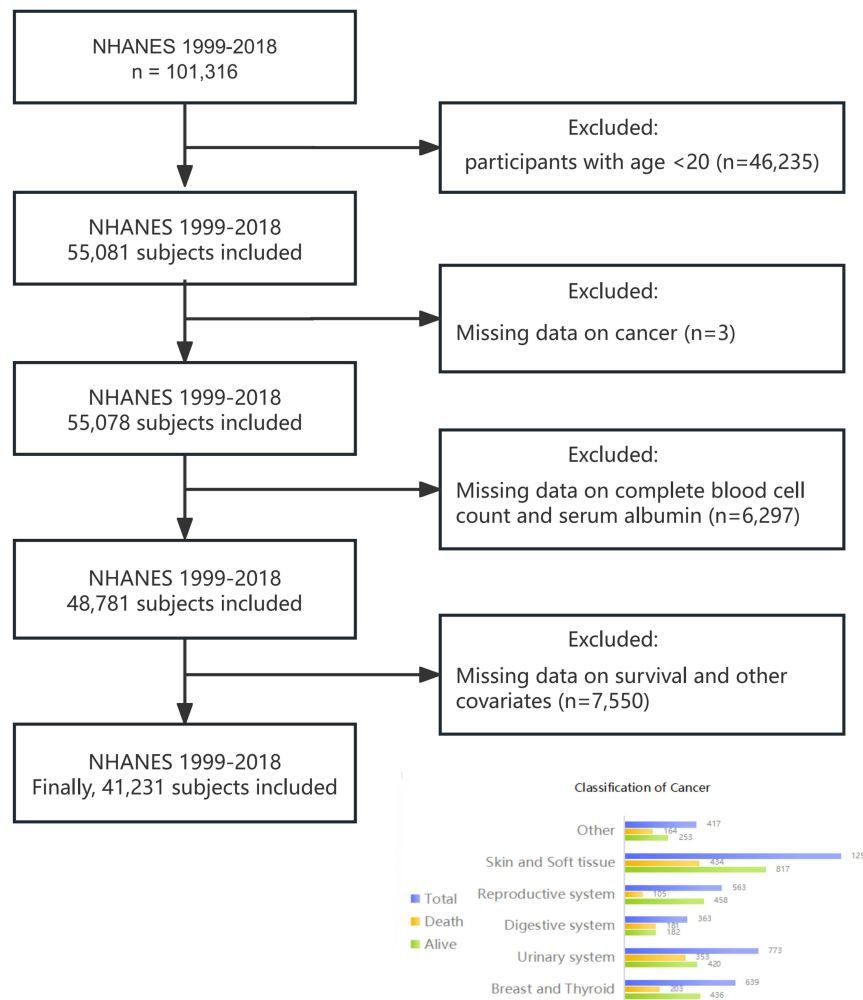 NHANES 1999-2018
n = 101,316
Excluded:
participants with age <20 (n=46,235)
NHANES 1999-2018
55,081 subjects included
Excluded:
Missing data on cancer (n=3)
NHANES 1999-2018
55,078 subjects included
Excluded:
Missing data on complete blood cell
count and serum albumin (n=6,297)
NHANES 1999-2018
48,781 subjects included
Excluded:
Missing data on survival and other
covariates (n=7,550)
NHANES 1999-2018
Finally, 41,231 subjects included
Classification of Cancer
Total
Death
Alive
Other
417
164
253
Skin and Soft tissue
434
817
Reproductive system
563
105
458
Digestive system
363
181
182
Urinary system
773
353
420
Breast and Thyroid
639
203
436